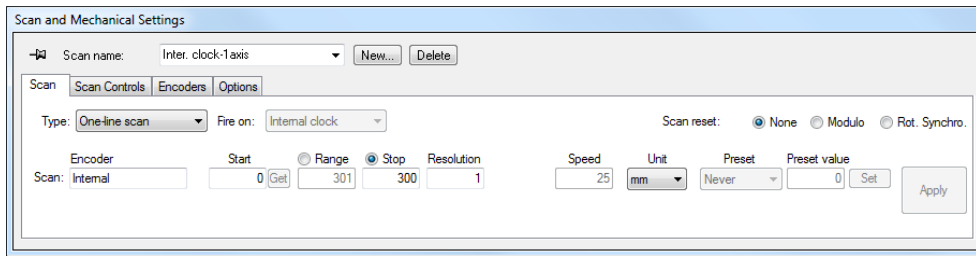 Scan and Mechanical Settings
Scan name: Inter. clock-1axis New... Delete
Scan Scan Controls Encoders Options
Type: One-line scan Fire on: Internal clock Scan reset: None Modulo Rot. Synchro.
Encoder Start Range Stop Resolution Speed Unit Preset Preset value
Scan: Internal 0 Get 301 300 1 25 mm Never 0 Set Apply